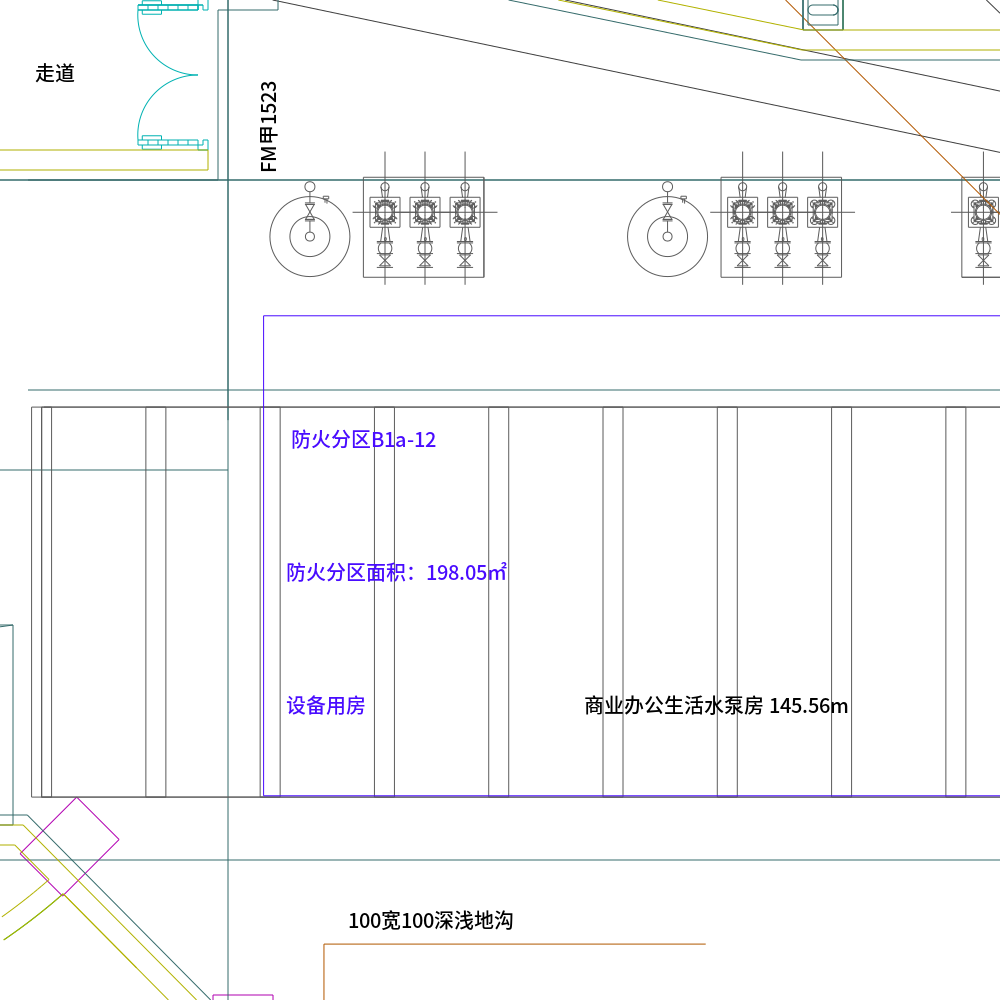 走道
FM甲1523
防火分区B1a-12
防火分区面积：198.05㎡
设备用房
商业办公生活水泵房 145.56m
100宽100深浅地沟